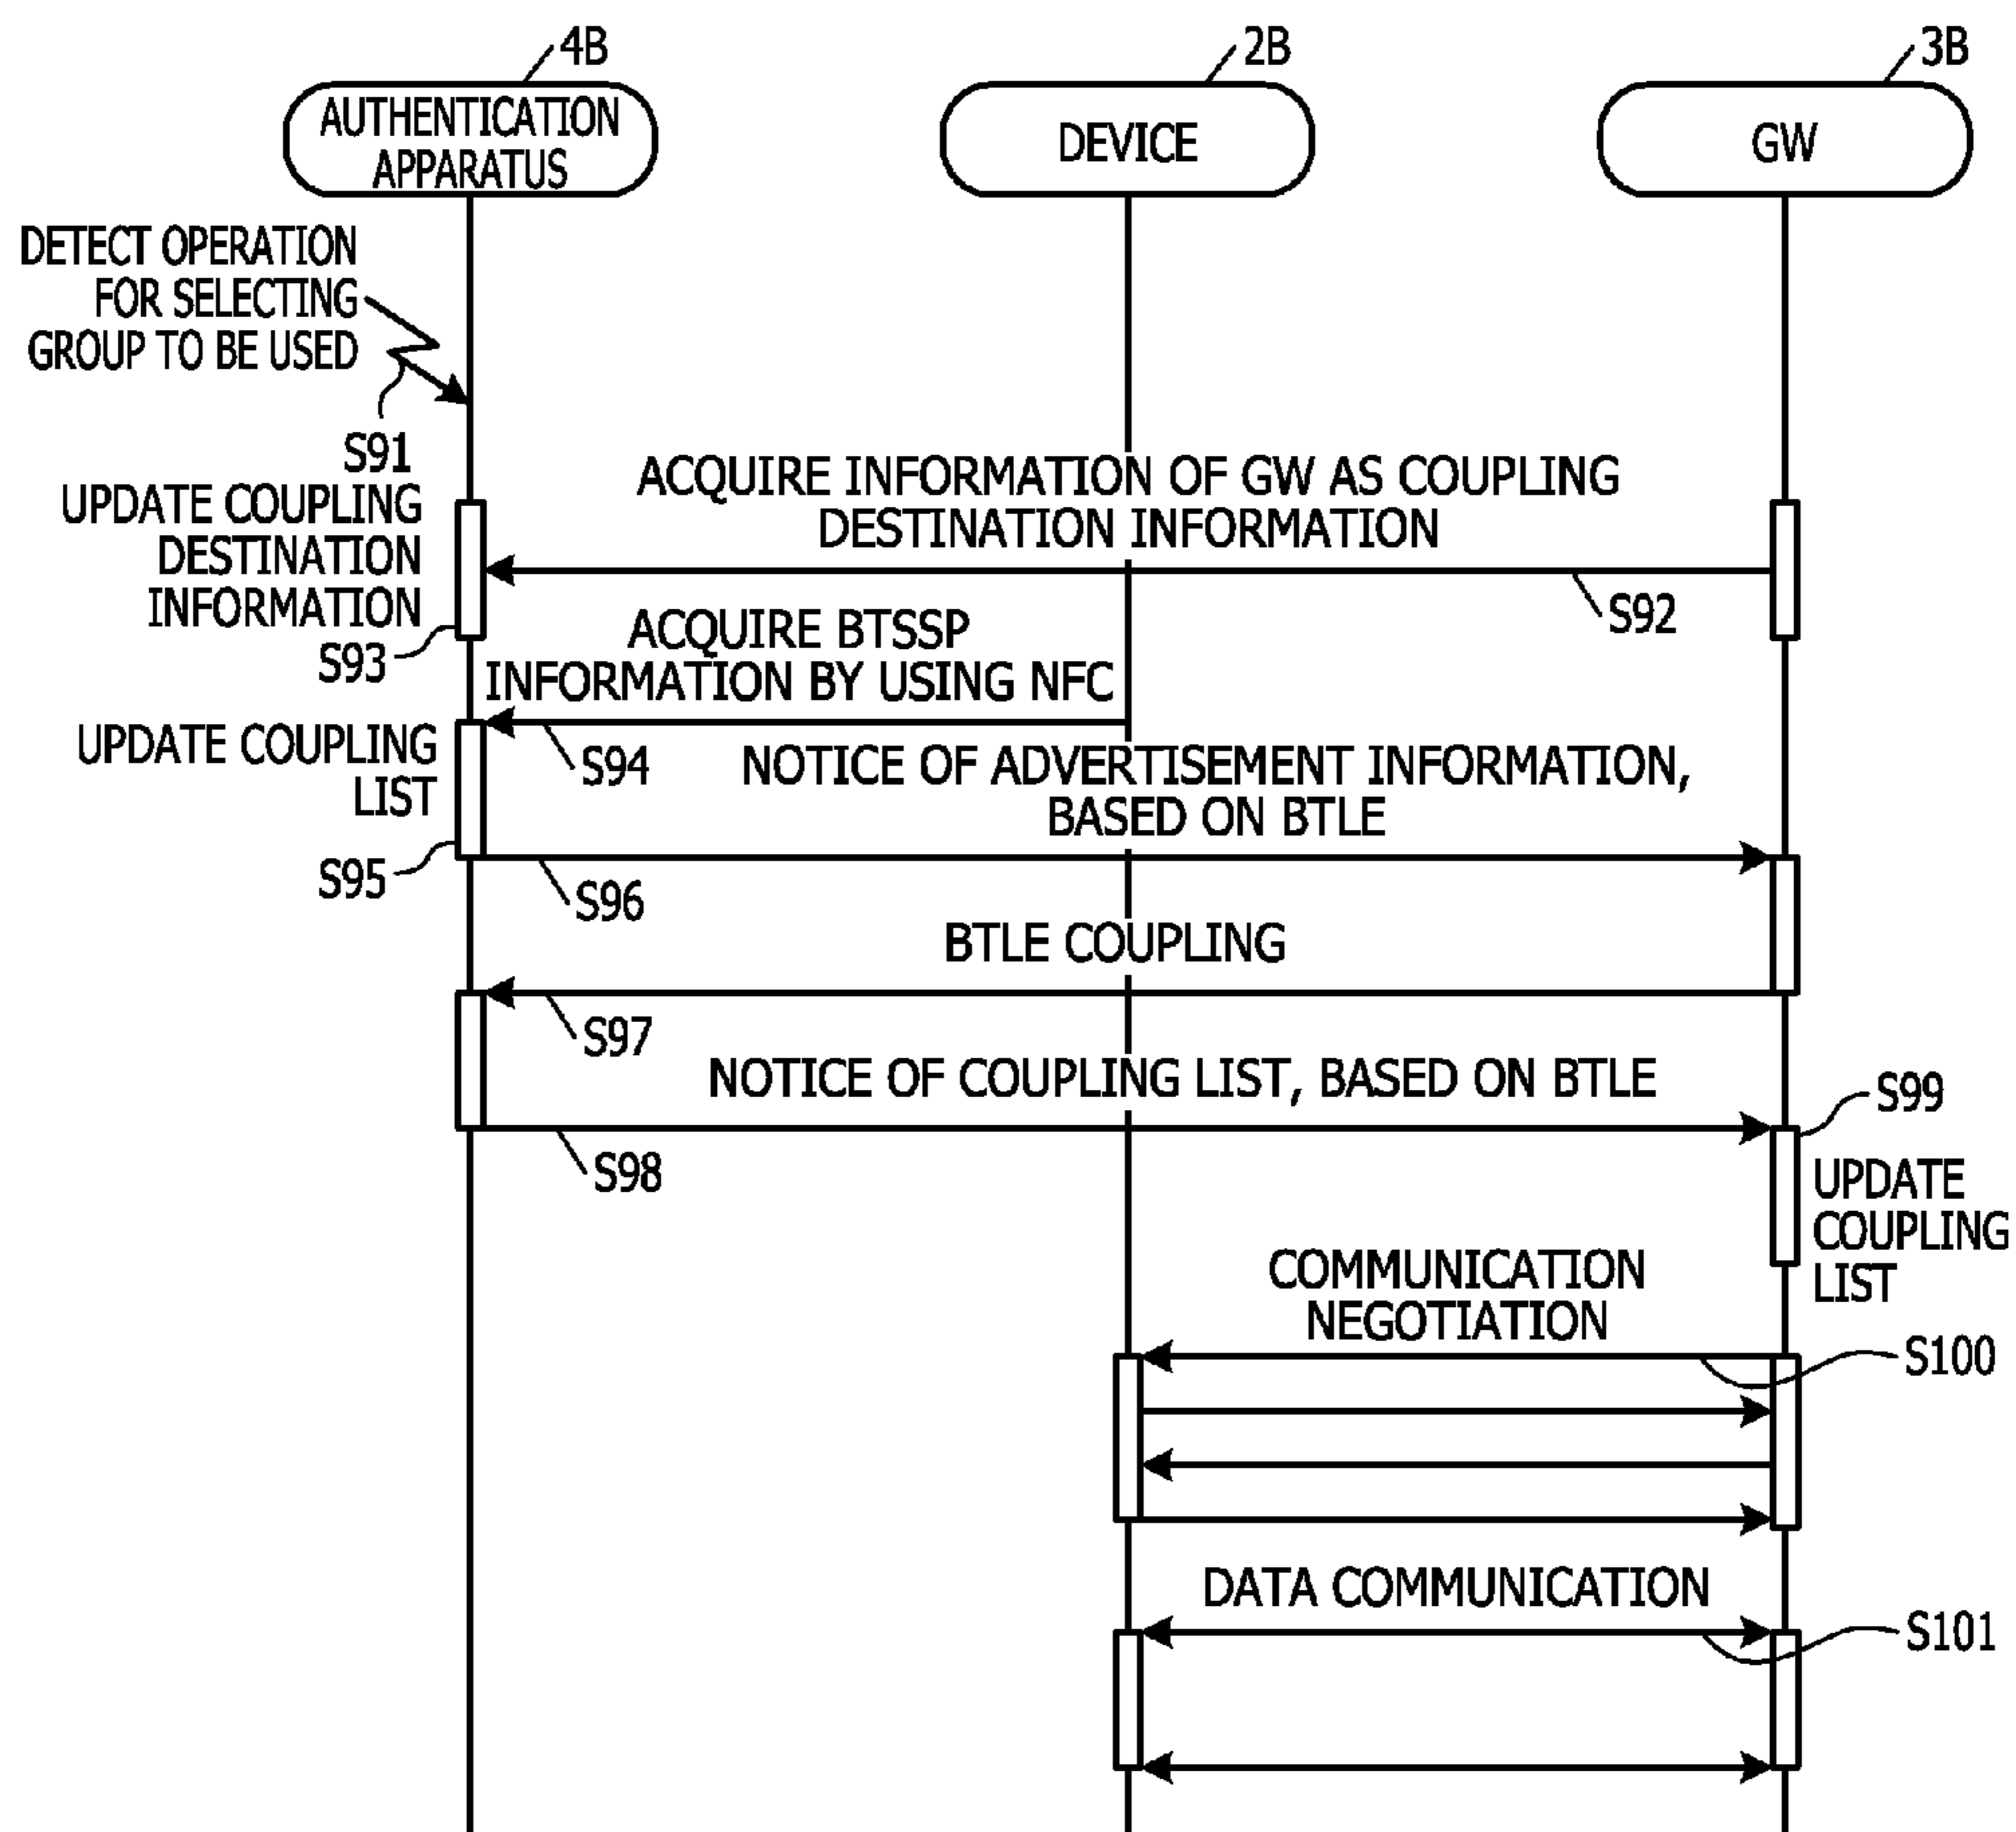 4B
2B
3B
AUTHENTICATION
APPARATUS
DEVICE
GW
DETECT OPERATION
FOR SELECTING
GROUP TO BE USED
S91
ACQUIRE INFORMATION OF GW AS COUPLING
DESTINATION INFORMATION
S92
UPDATE COUPLING
DESTINATION
INFORMATION
S93
ACQUIRE BTSSP
INFORMATION BY USING NFC
S94
UPDATE COUPLING
LIST
S95
NOTICE OF ADVERTISEMENT INFORMATION,
BASED ON BTLE
S96
BTLE COUPLING
S97
NOTICE OF COUPLING LIST, BASED ON BTLE
S98
S99
UPDATE
COUPLING
LIST
COMMUNICATION
NEGOTIATION
S100
DATA COMMUNICATION
S101